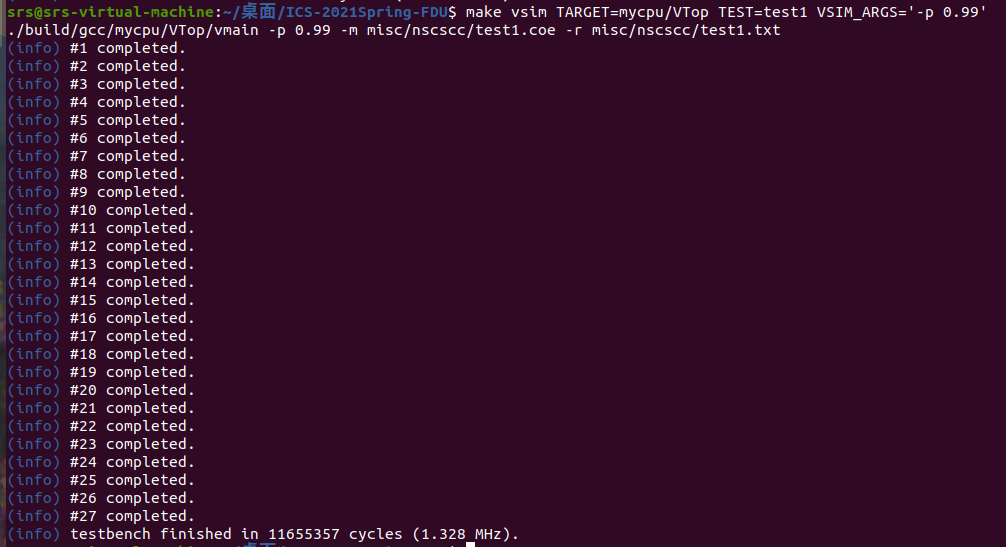 srs@srs-virtual-machine:~/桌面/ICS-2021Spring-FDU$ make vsim TARGET=mycpu/VTop TEST=test1 VSIM_ARGS='-p 0.99'
./build/gcc/mycpu/VTop/vmain -p 0.99 -m misc/nscscc/test1.coe -r misc/nscscc/test1.txt
(info) #1 completed.
(info) #2 completed.
(info) #3 completed.
(info) #4 completed.
(info) #5 completed.
(info) #6 completed.
(info) #7 completed.
(info) #8 completed.
(info) #9 completed.
(info) #10 completed.
(info) #11 completed.
(info) #12 completed.
(info) #13 completed.
(info) #14 completed.
(info) #15 completed.
(info) #16 completed.
(info) #17 completed.
(info) #18 completed.
(info) #19 completed.
(info) #20 completed.
(info) #21 completed.
(info) #22 completed.
(info) #23 completed.
(info) #24 completed.
(info) #25 completed.
(info) #26 completed.
(info) #27 completed.
(info) testbench finished in 11655357 cycles (1.328 MHz).